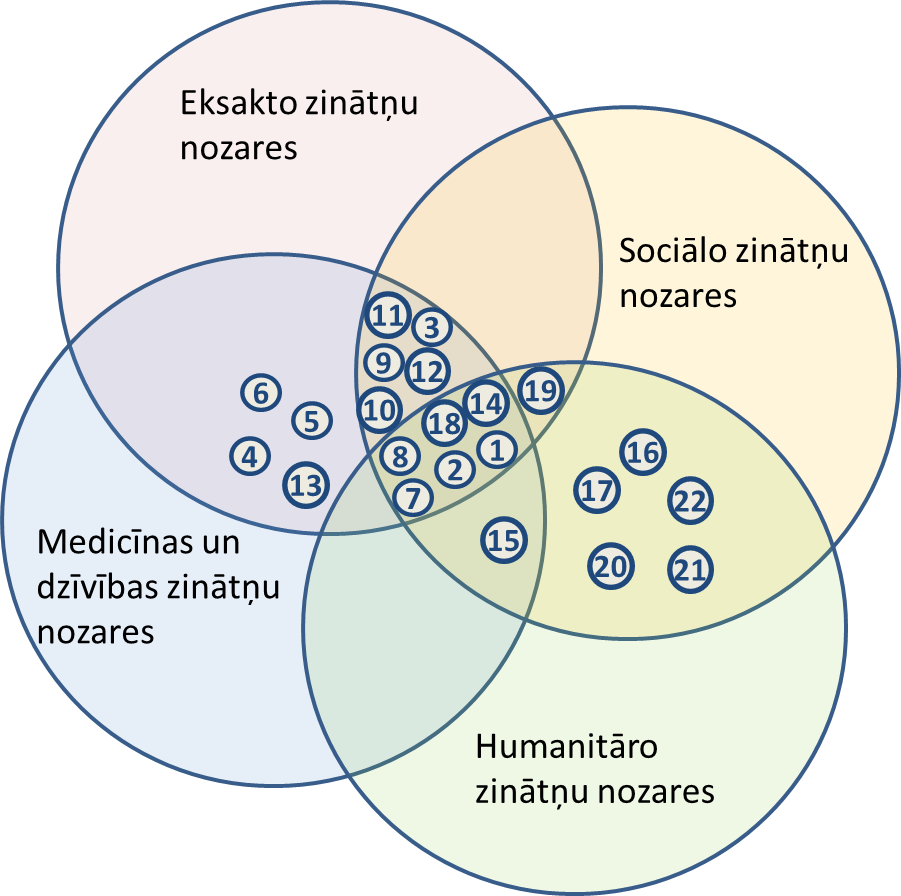 Eksakto zinātņu
nozares
Sociālo zinātņu
nozares
11
3
9
12
6
19
14
10
5
18
16
1
4
8
2
13
17
7
22
15
Medicīnas un
dzīvības zinātņu
nozares
20
21
Humanitāro
zinātņu nozares